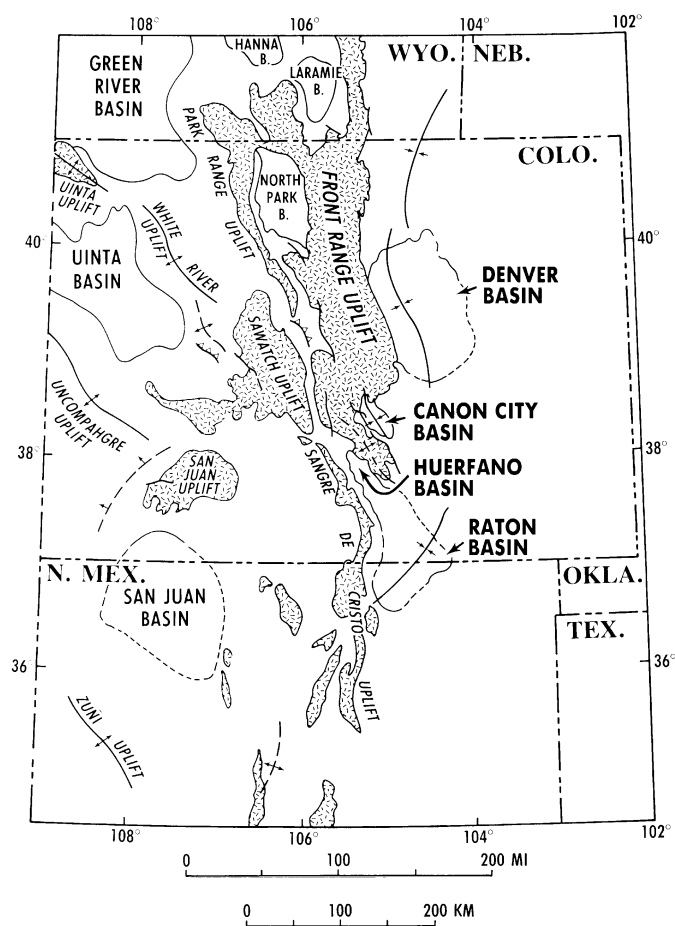 108° 106° 104° 102°
HANNA
B.
WYO. NEB.
GREEN
RIVER
BASIN
LARAMIE
B.
PARK
RANGE
UPLIFT
COLO.
UINTA
UPLIFT
NORTH
PARK
B.
FRONT RANGE UPLIFT
WHITE
RIVER
UPLIFT
40° 40°
UINTA
BASIN
DENVER
BASIN
SAWATCH UPLIFT
UNCOMPAHGRE
UPLIFT
CANON CITY
BASIN
38° 38°
SAN
JUAN
UPLIFT
SANGRE
DE
CRISTO
UPLIFT
HUERFANO
BASIN
RATON
BASIN
N. MEX.
OKLA.
SAN JUAN
BASIN
TEX.
36° 36°
ZUNI
UPLIFT
108° 106° 104° 102°
0 100 200 MI
0 100 200 KM